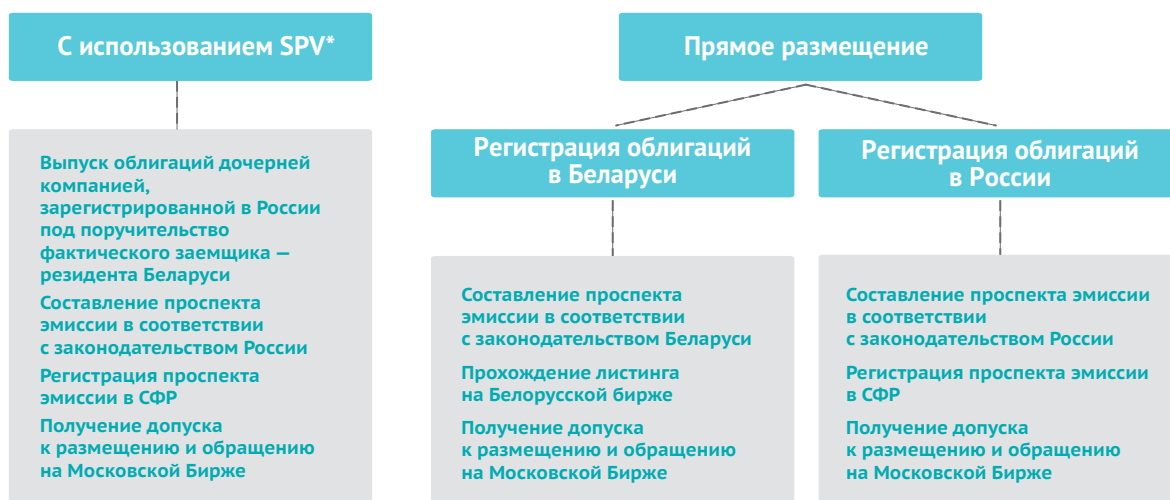 С использованием SPV*
Выпуск облигаций дочерней
компанией,
зарегистрированной в России
под поручительство
фактического заемщика —
резидента Беларуси
Составление проспекта
эмиссии в соответствии
с законодательством России
Регистрация проспекта
эмиссии в СФР
Получение допуска
к размещению и обращению
на Московской Бирже
Прямое размещение
Регистрация облигаций
в Беларуси
Составление проспекта
эмиссии в соответствии
с законодательством Беларуси
Прохождение листинга
на Белорусской бирже
Получение допуска
к размещению и обращению
на Московской Бирже
Регистрация облигаций
в России
Составление проспекта эмиссии
в соответствии
с законодательством России
Регистрация проспекта эмиссии
в СФР
Получение допуска
к размещению и обращению
на Московской Бирже